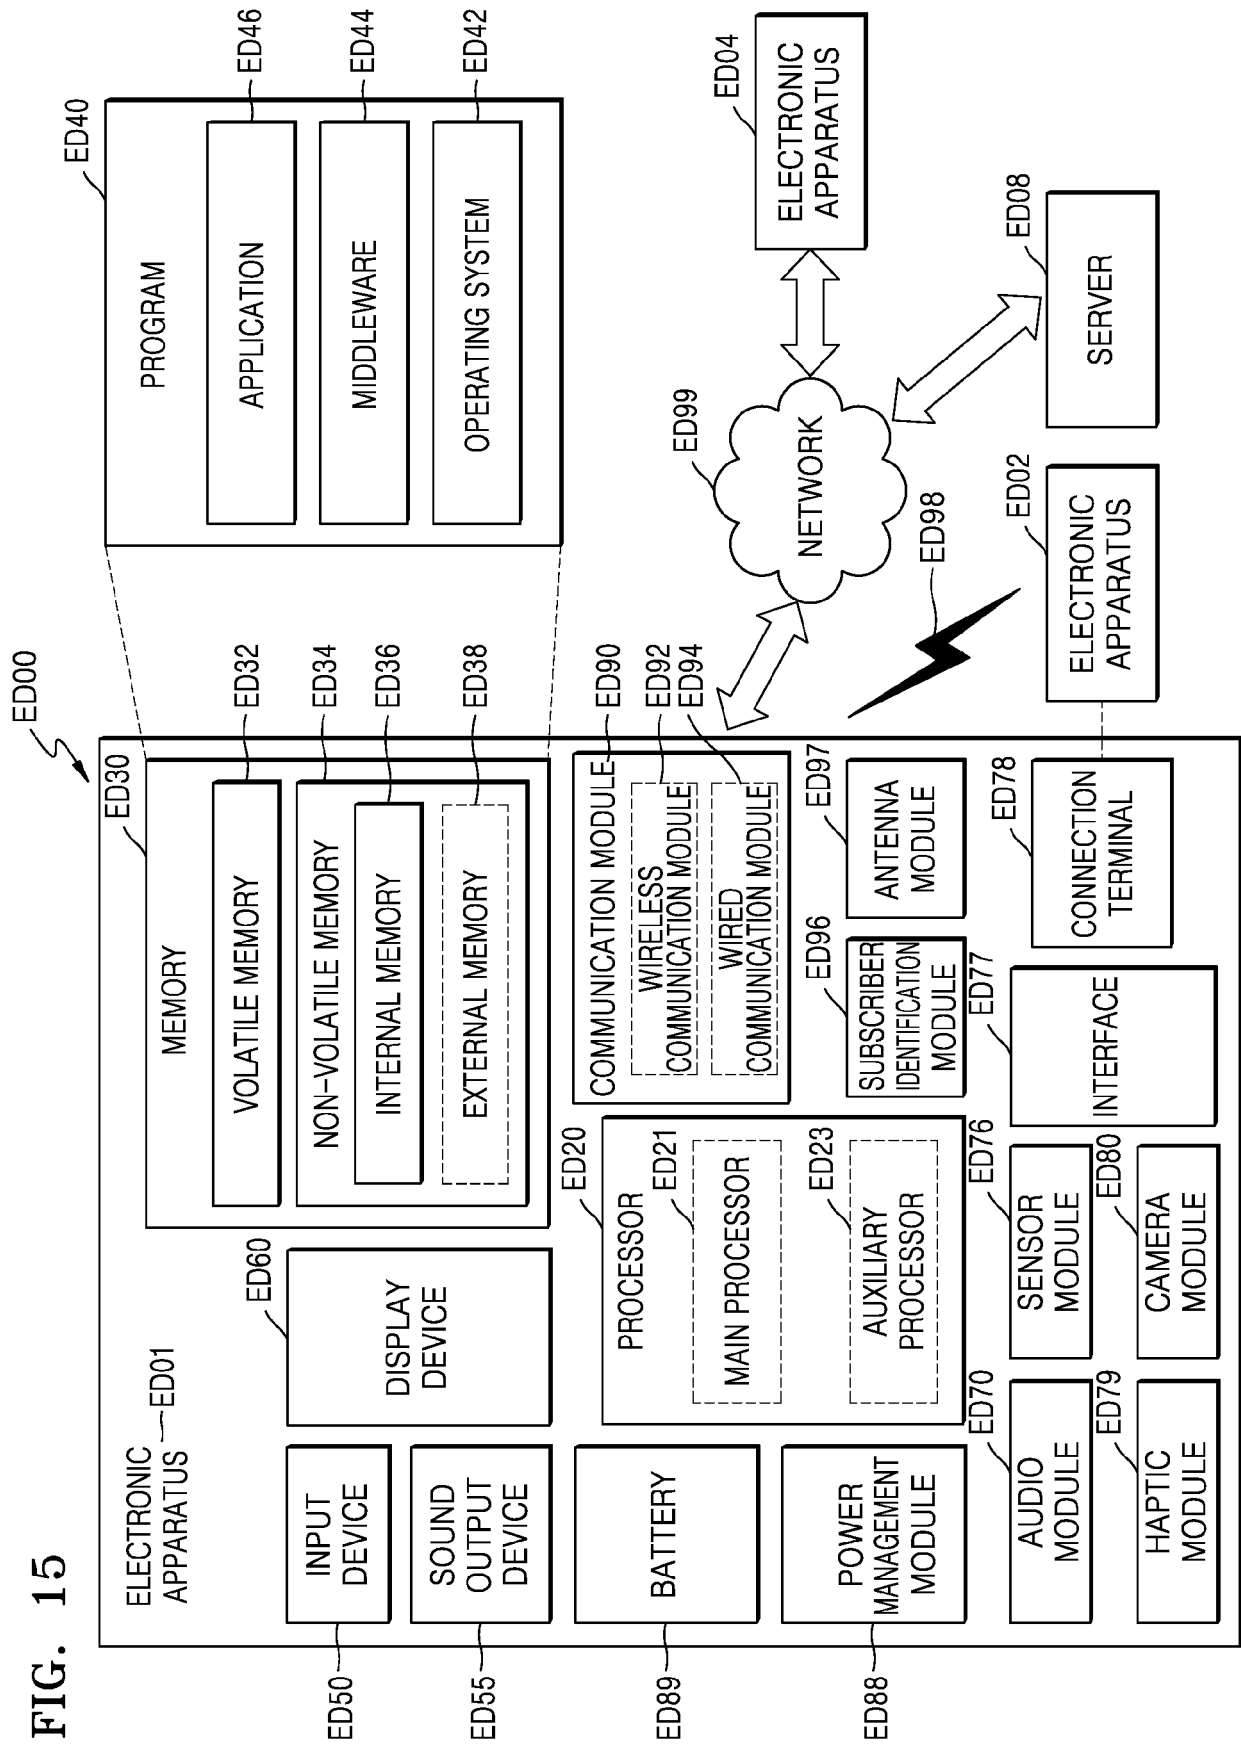 FIG. 15
ED00
ELECTRONIC
APPARATUS
ED01
INPUT
DEVICE
ED50
SOUND
OUTPUT
DEVICE
ED55
DISPLAY
DEVICE
ED60
MEMORY
ED30
VOLATILE MEMORY
ED32
NON-VOLATILE MEMORY
ED34
INTERNAL MEMORY
ED36
EXTERNAL MEMORY
ED38
PROGRAM
ED40
APPLICATION
ED46
MIDDLEWARE
ED44
OPERATING SYSTEM
ED42
BATTERY
ED89
POWER
MANAGEMENT
MODULE
ED88
PROCESSOR
ED20
MAIN PROCESSOR
ED21
AUXILIARY
PROCESSOR
ED23
COMMUNICATION MODULE
ED90
WIRELESS
COMMUNICATION MODULE
ED92
WIRED
COMMUNICATION MODULE
ED94
SUBSCRIBER
IDENTIFICATION
MODULE
ED96
ANTENNA
MODULE
ED97
NETWORK
ED99
ELECTRONIC
APPARATUS
ED04
SERVER
ED08
ED98
ELECTRONIC
APPARATUS
ED02
AUDIO
MODULE
ED70
SENSOR
MODULE
ED76
INTERFACE
ED77
CONNECTION
TERMINAL
ED78
HAPTIC
MODULE
ED79
CAMERA
MODULE
ED80